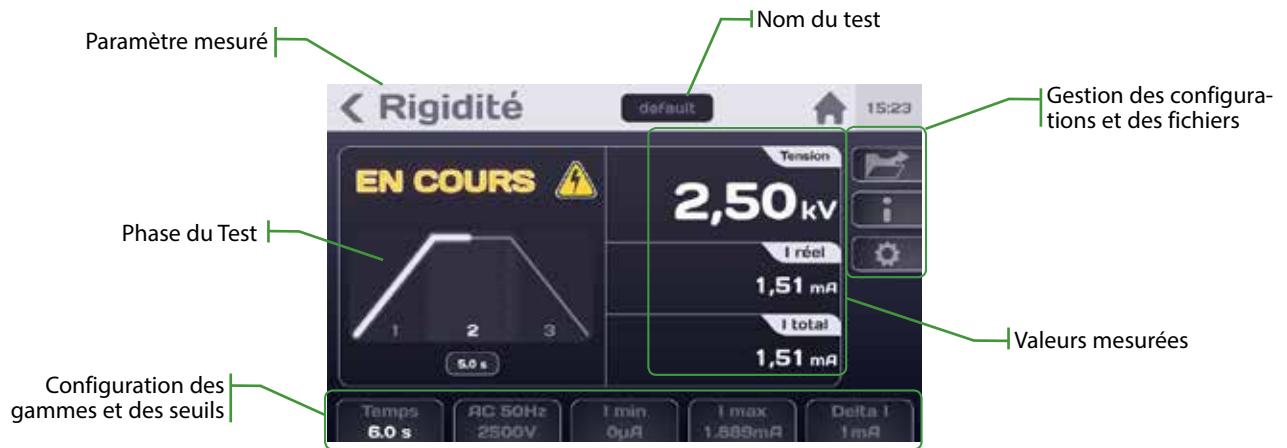 Nom du test
Paramètre mesuré
Gestion des configura-
tions et des fichiers
Rigidité
default
15:23
EN COURS
Tension
2,50 kV
Phase du Test
I réel
1,51 mA
1
2
3
I total
5.0 s
1,51 mA
Valeurs mesurées
Configuration des
gammes et des seuils
Temps
6.0 s
AC 50Hz
2500V
I min
0µA
I max
1.889mA
Delta I
1mA